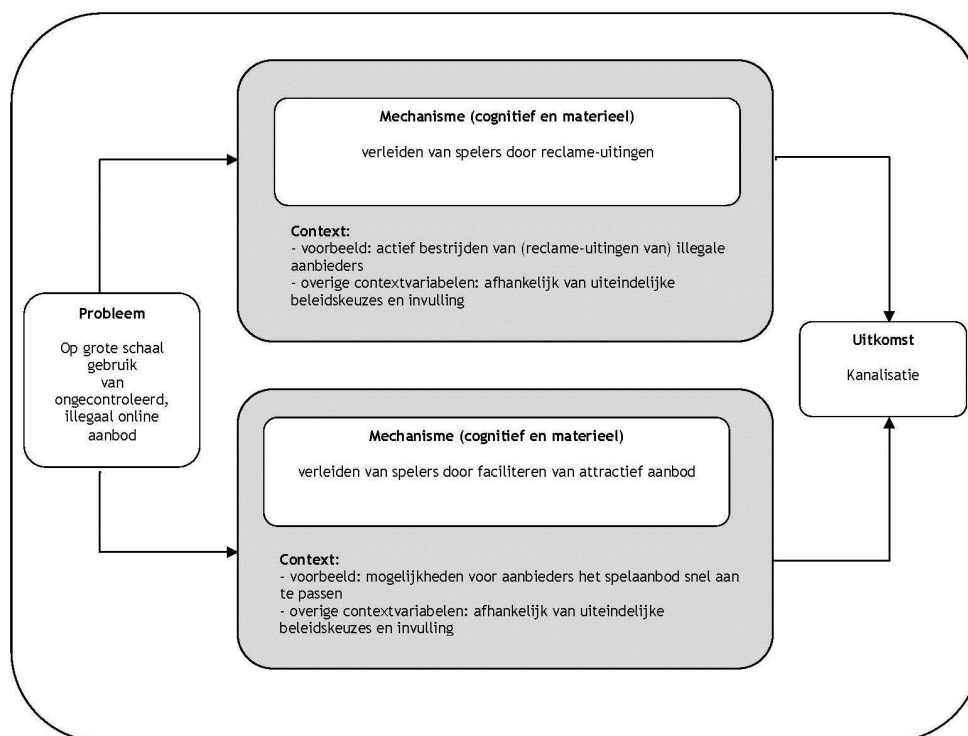 Mechanisme (cognitief en materieel)
verleiden van spelers door reclame-uitingen
Context:
- voorbeeld: actief bestrijden van (reclame-uitingen van) illegale
aanbieders
- overige contextvariabelen: afhankelijk van uiteindelijke
beleidskeuzes en invulling
Probleem
Op grote schaal
gebruik
van
ongecontroleerd,
illegaal online
aanbod
Uitkomst
Kanalisatie
Mechanisme (cognitief en materieel)
verleiden van spelers door faciliteren van attractief aanbod
Context:
- voorbeeld: mogelijkheden voor aanbieders het spelaanbod snel aan
te passen
- overige contextvariabelen: afhankelijk van uiteindelijke
beleidskeuzes en invulling